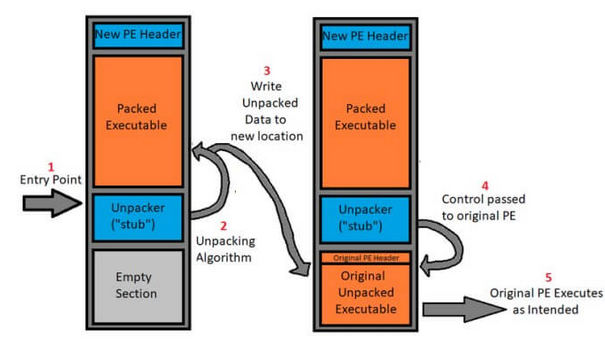 New PE Header
Packed
Executable
1
Entry Point
Unpacker
("stub")
2
Unpacking
Algorithm
Empty
Section
3
Write
Unpacked
Data to
new location
New PE Header
Packed
Executable
Unpacker
("stub")
4
Control passed
to original PE
Original PE Header
Original
Unpacked
Executable
5
Original PE Executes
as Intended